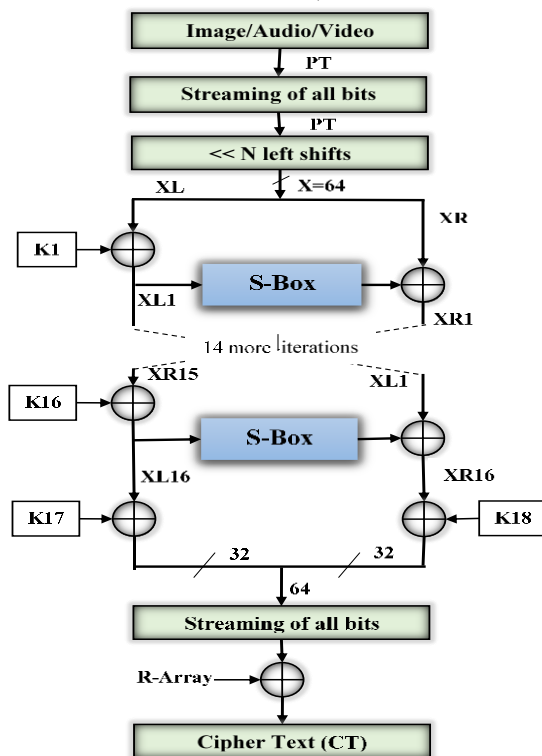 Image/Audio/Video
PT
Streaming of all bits
PT
<< N left shifts
XL
X=64
XR
K1
S-Box
XL1
XR1
14 more iterations
XR15
XL1
K16
S-Box
XL16
XR16
K17
K18
32
32
64
Streaming of all bits
R-Array
Cipher Text (CT)